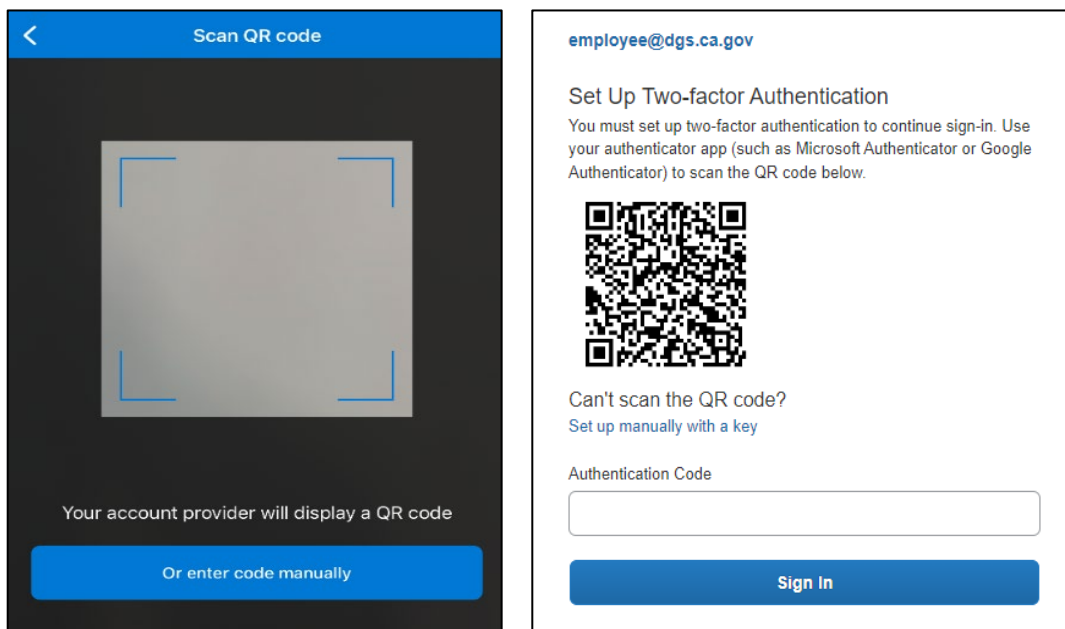 Scan QR code
Your account provider will display a QR code
Or enter code manually
employee@dgs.ca.gov
Set Up Two-factor Authentication
You must set up two-factor authentication to continue sign-in. Use
your authenticator app (such as Microsoft Authenticator or Google
Authenticator) to scan the QR code below.
Can't scan the QR code?
Set up manually with a key
Authentication Code
Sign In